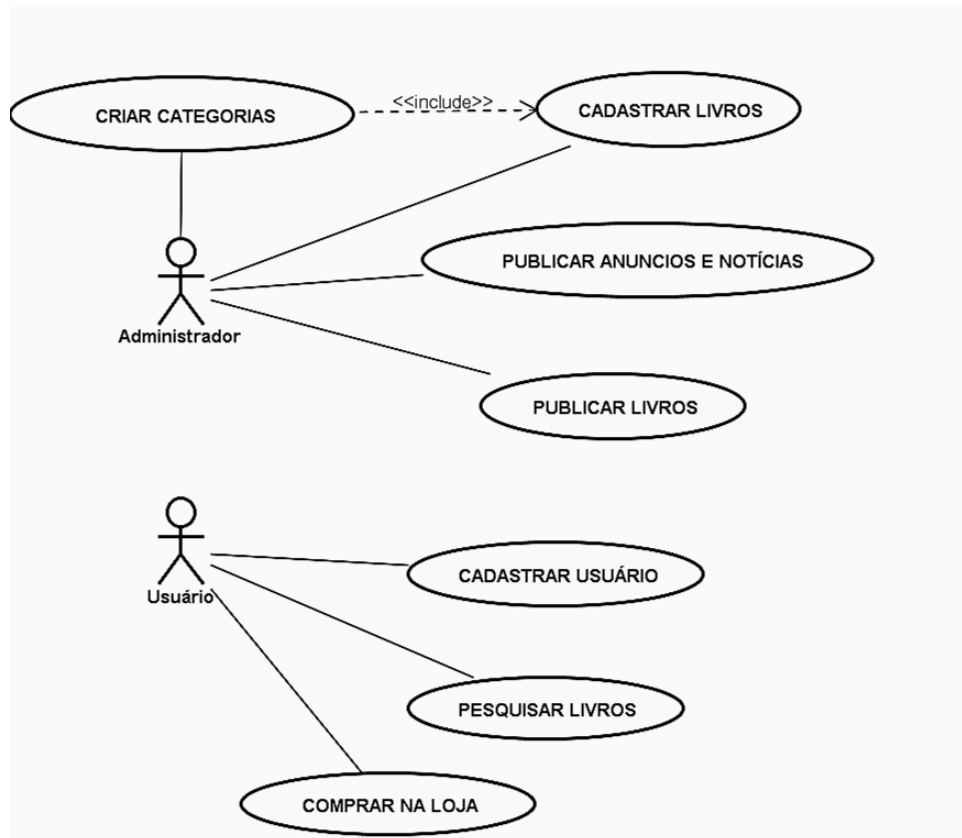 CRIAR CATEGORIAS
<<include>>
CADASTRAR LIVROS
PUBLICAR ANUNCIOS E NOTÍCIAS
Administrador
PUBLICAR LIVROS
CADASTRAR USUÁRIO
Usuário
PESQUISAR LIVROS
COMPRAR NA LOJA